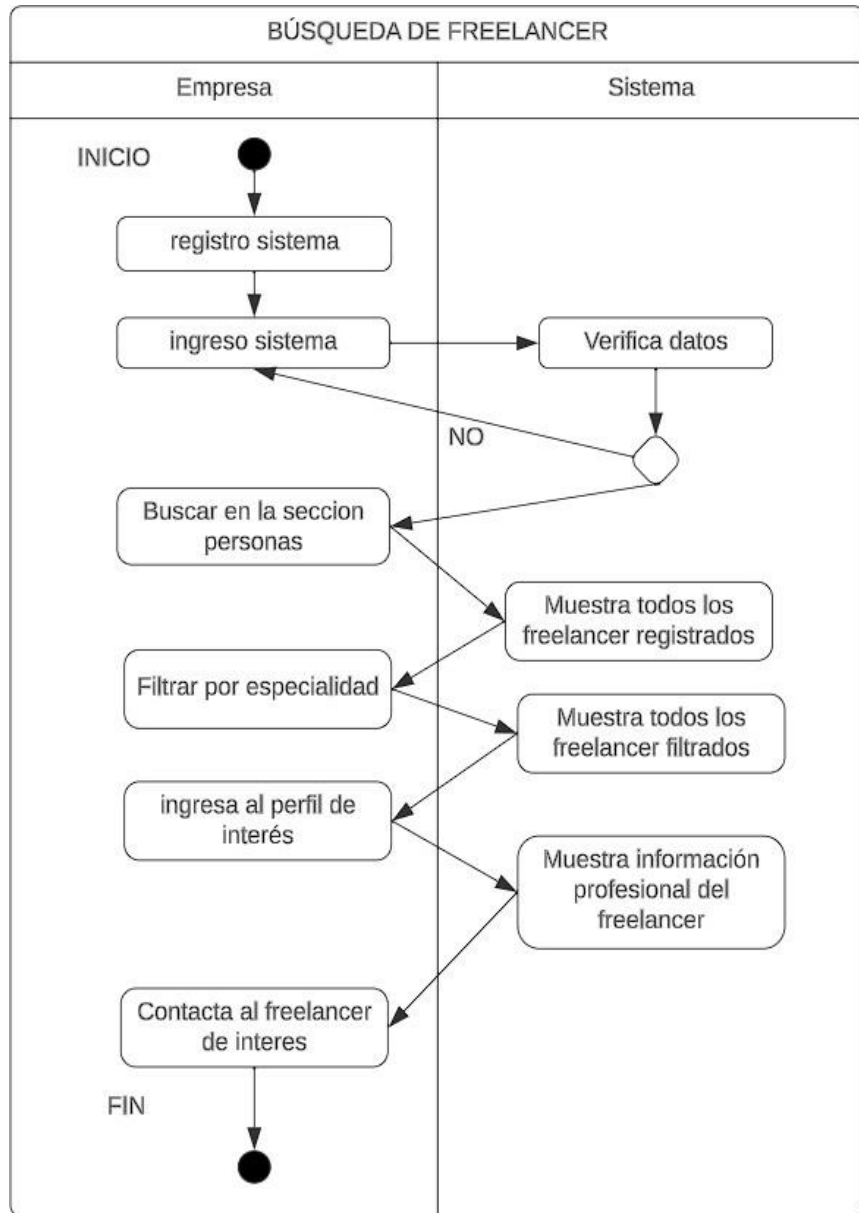 BÚSQUEDA DE FREELANCER
Empresa
Sistema
INICIO
registro sistema
ingreso sistema
Verifica datos
NO
Buscar en la seccion
personas
Muestra todos los
freelancer registrados
Filtrar por especialidad
Muestra todos los
freelancer filtrados
ingresa al perfil de
interés
Muestra información
profesional del
freelancer
Contacta al freelancer
de interes
FIN